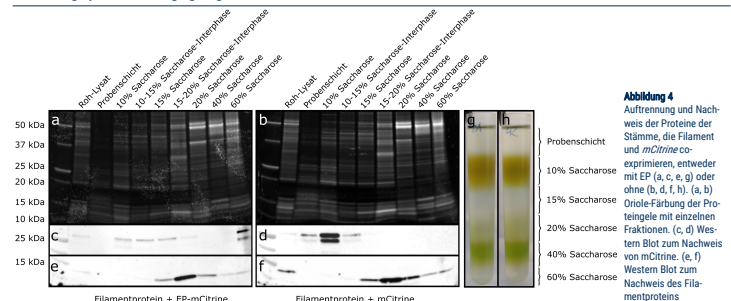 Roh-Lysat
Probenschicht
10% Saccharose
10-15% Saccharose-Interphase
15% Saccharose
15-20% Saccharose-Interphase
20% Saccharose
40% Saccharose
60% Saccharose
Roh-Lysat
Probenschicht
10% Saccharose
10-15% Saccharose-Interphase
15% Saccharose
15-20% Saccharose-Interphase
20% Saccharose
40% Saccharose
60% Saccharose
50 kDa
37 kDa
25 kDa
20 kDa
15 kDa
10 kDa
25 kDa
15 kDa
a
b
c
d
e
f
g
h
Probenschicht
10% Saccharose
15% Saccharose
20% Saccharose
40% Saccharose
60% Saccharose
Filamentprotein + EP-mCitrine
Filamentprotein + mCitrine
Abbildung 4
Auftrennung und Nach-
weis der Proteine der
Stämme, die Filament
und mCitrine co-
exprimieren, entweder
mit EP (a, c, e, g) oder
ohne (b, d, f, h). (a, b)
Oriole-Färbung der Pro-
teingele mit einzelnen
Fraktionen. (c, d) Wes-
tern Blot zum Nachweis
von mCitrine. (e, f)
Western Blot zum
Nachweis des Fila-
mentproteins